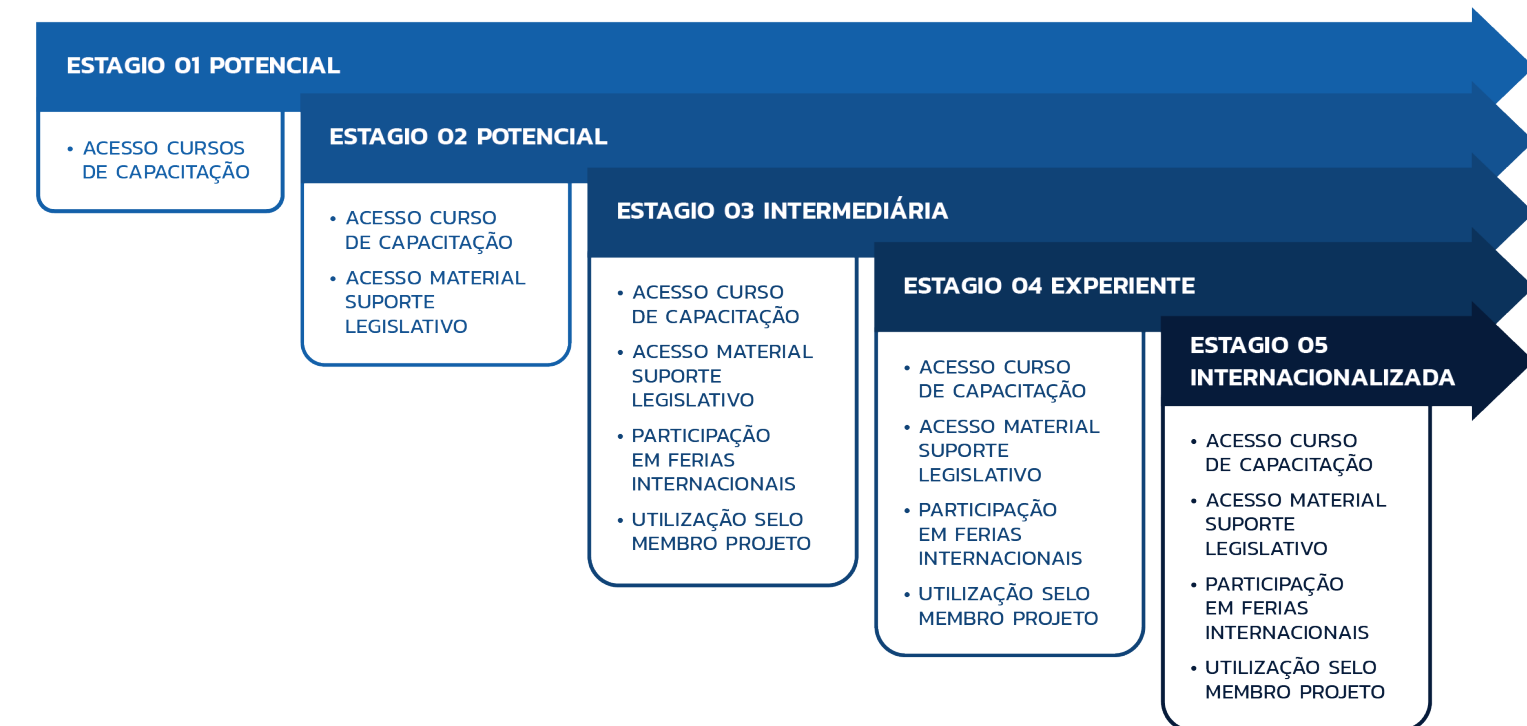 ESTAGIO 01 POTENCIAL
• ACESSO CURSOS
DE CAPACITAÇÃO
ESTAGIO 02 POTENCIAL
• ACESSO CURSO
DE CAPACITAÇÃO
• ACESSO MATERIAL
SUPORTE
LEGISLATIVO
ESTAGIO 03 INTERMEDIÁRIA
• ACESSO CURSO
DE CAPACITAÇÃO
• ACESSO MATERIAL
SUPORTE
LEGISLATIVO
• PARTICIPAÇÃO
EM FERIAS
INTERNACIONAIS
• UTILIZAÇÃO SELO
MEMBRO PROJETO
ESTAGIO 04 EXPERIENTE
• ACESSO CURSO
DE CAPACITAÇÃO
• ACESSO MATERIAL
SUPORTE
LEGISLATIVO
• PARTICIPAÇÃO
EM FERIAS
INTERNACIONAIS
• UTILIZAÇÃO SELO
MEMBRO PROJETO
ESTAGIO 05
INTERNACIONALIZADA
• ACESSO CURSO
DE CAPACITAÇÃO
• ACESSO MATERIAL
SUPORTE
LEGISLATIVO
• PARTICIPAÇÃO
EM FERIAS
INTERNACIONAIS
• UTILIZAÇÃO SELO
MEMBRO PROJETO